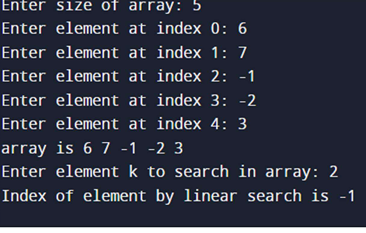 Enter size of array: 5
Enter element at index 0: 6
Enter element at index 1: 7
Enter element at index 2: -1
Enter element at index 3: -2
Enter element at index 4: 3
array is 6 7 -1 -2 3
Enter element k to search in array: 2
Index of element by linear search is -1